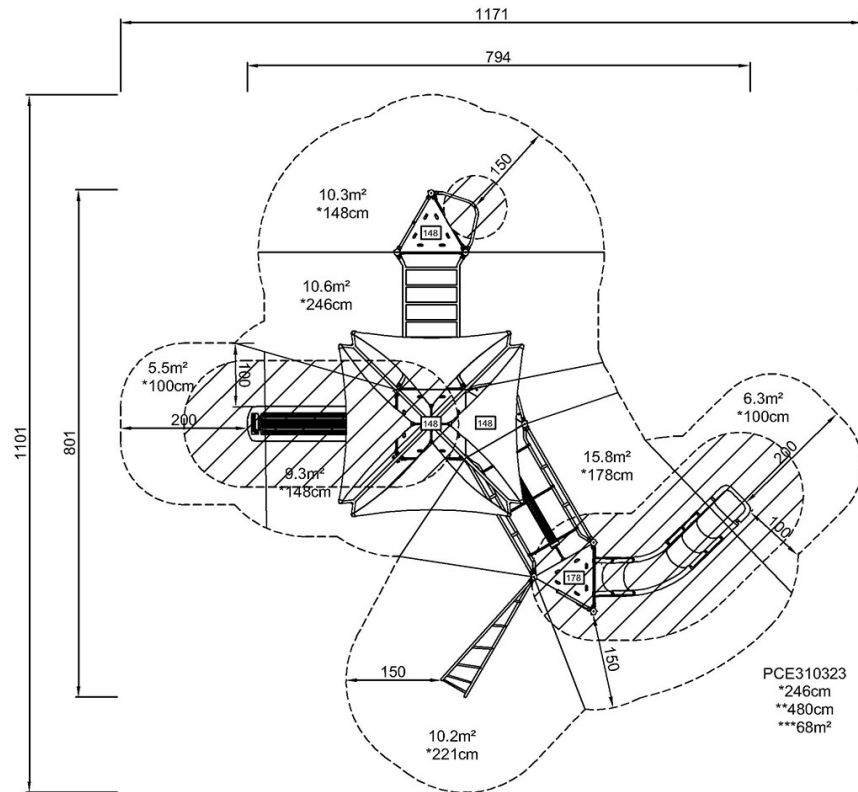 1171
794
150
10.3m²
*148cm
148
10.6m²
*246cm
5.5m²
*100cm
100
200
6.3m²
*100cm
148
148
1101
801
15.8m²
*178cm
200
9.3m²
*148cm
100
178
150
150
PCE310323
*246cm
**480cm
***68m²
10.2m²
*221cm